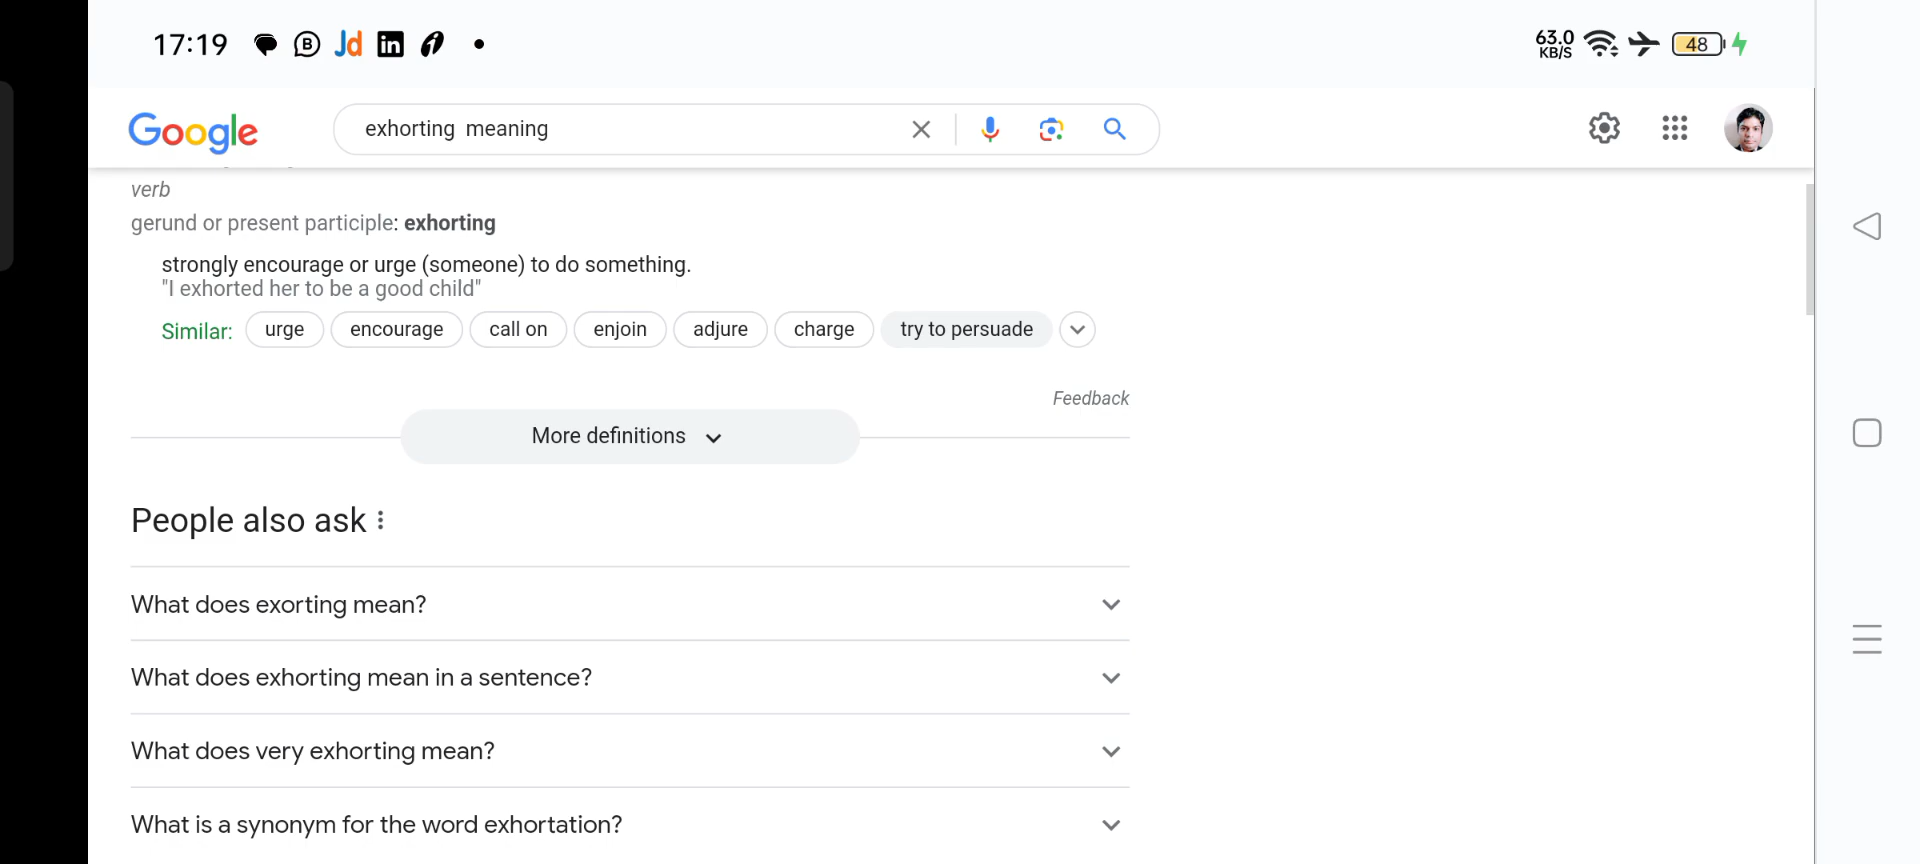 17:19
63.0
KB/S
48
Google
exhorting meaning
verb
gerund or present participle: exhorting
strongly encourage or urge (someone) to do something.
"I exhorted her to be a good child"
Similar: urge encourage call on enjoin adjure charge try to persuade
Feedback
More definitions
People also ask
What does exorting mean?
What does exhorting mean in a sentence?
What does very exhorting mean?
What is a synonym for the word exhortation?